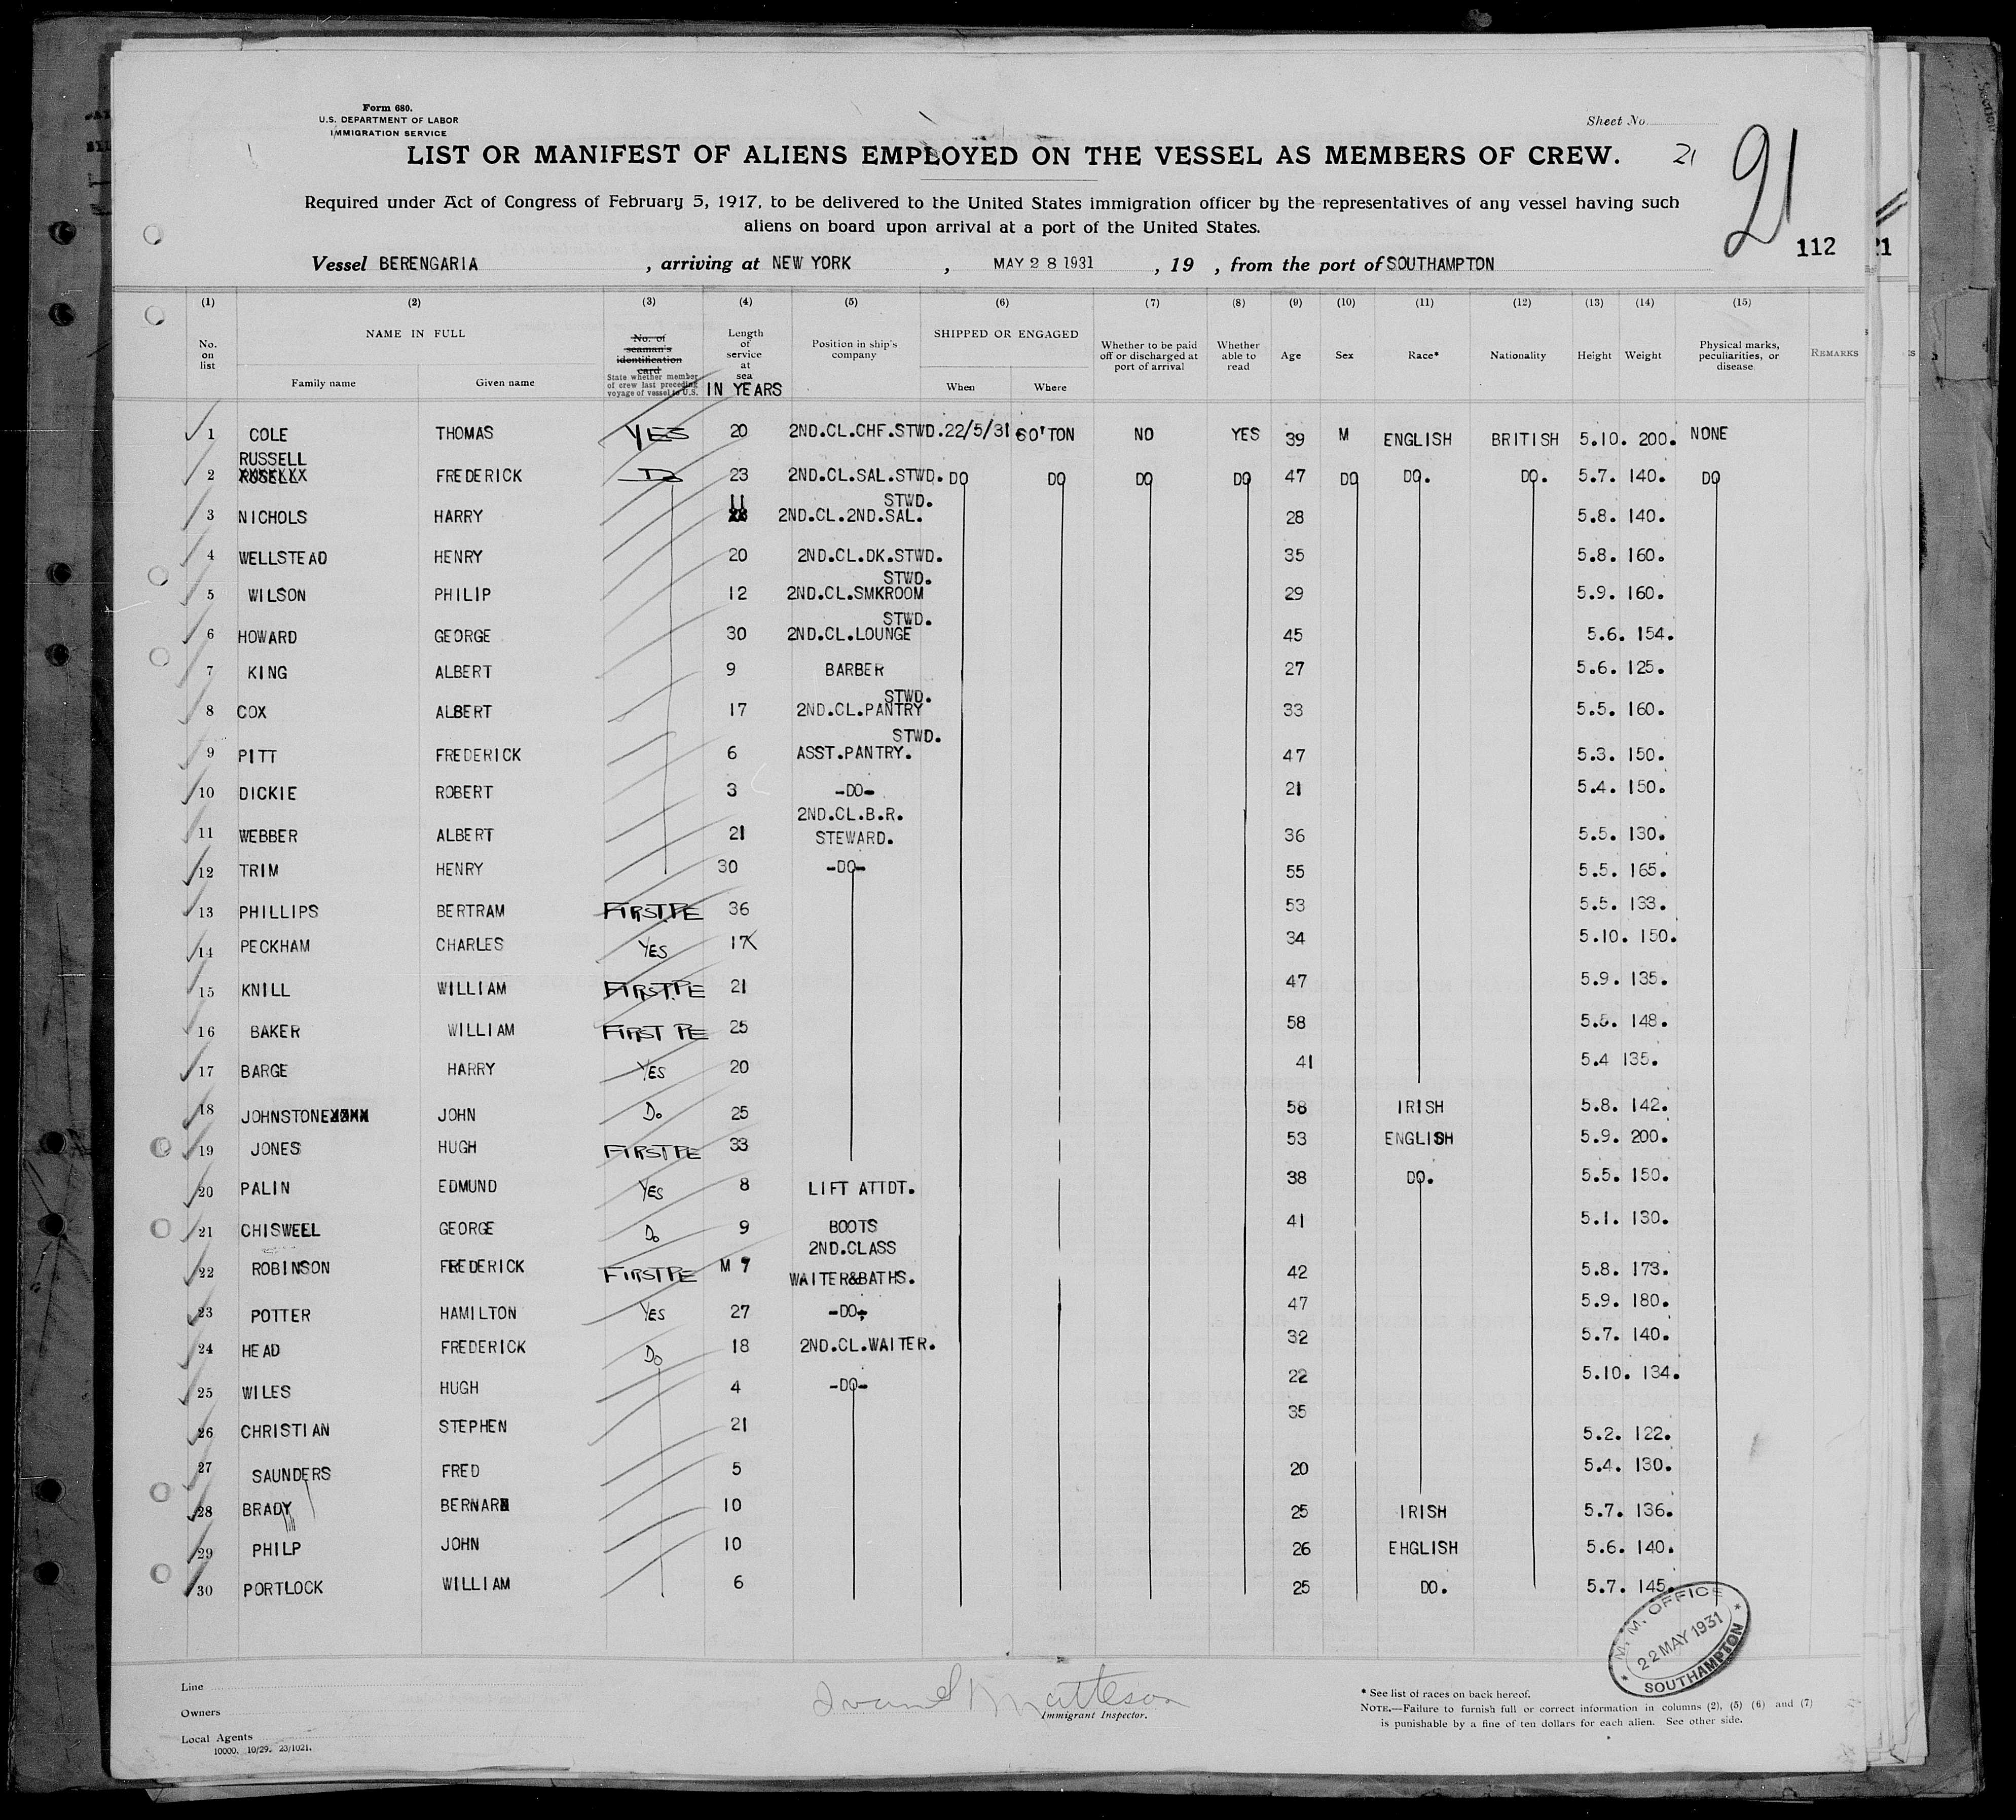 Form 680.
U.S. DEPARTMENT OF LABOR
IMMIGRATION SERVICE
Sheet No.
LIST OR MANIFEST OF ALIENS EMPLOYED ON THE VESSEL AS MEMBERS OF CREW. 21
21
Required under Act of Congress of February 5, 1917, to be delivered to the United States immigration officer by the representatives of any vessel having such
aliens on board upon arrival at a port of the United States.
112
21
Vessel BERENGARIA , arriving at NEW YORK , MAY 28 1931 , 19 , from the port of SOUTHAMPTON
(1) (2) (3) (4) (5) (6) (7) (8) (9) (10) (11) (12) (13) (14) (15)
No. on list NAME IN FULL Family name Given name No. of seaman's identification card State whether member of crew last preceding voyage of vessel to U.S. Length of service at sea IN YEARS Position in ship's company SHIPPED OR ENGAGED When Where Whether to be paid off or discharged at port of arrival Whether able to read Age Sex Race* Nationality Height Weight Physical marks, peculiarities, or disease REMARKS
1 COLE THOMAS YES 20 2ND.CL.CHF.STWD. 22/5/31 SO'TON NO YES 39 M ENGLISH BRITISH 5.10. 200. NONE
RUSSELL
2 FREDERICK Do 23 2ND.CL.SAL.STWD. DO DO DO DO 47 DO DO. DO. 5.7. 140. DO
11 STWD.
3 NICHOLS HARRY 2ND.CL.2ND.SAL. 28 5.8. 140.
4 WELLSTEAD HENRY 20 2ND.CL.DK.STWD. 35 5.8. 160.
STWD.
5 WILSON PHILIP 12 2ND.CL.SMKROOM 29 5.9. 160.
STWD.
6 HOWARD GEORGE 30 2ND.CL.LOUNGE 45 5.6. 154.
7 KING ALBERT 9 BARBER 27 5.6. 125.
STWD.
8 COX ALBERT 17 2ND.CL.PANTRY 33 5.5. 160.
STWD.
9 PITT FREDERICK 6 ASST.PANTRY. 47 5.3. 150.
10 DICKIE ROBERT 3 -DO- 21 5.4. 150.
2ND.CL.B.R.
11 WEBBER ALBERT 21 STEWARD. 36 5.5. 130.
12 TRIM HENRY 30 -DO- 55 5.5. 165.
13 PHILLIPS BERTRAM FIRST PE 36 53 5.5. 133.
14 PECKHAM CHARLES YES 17 34 5.10. 150.
15 KNILL WILLIAM FIRST PE 21 47 5.9. 135.
16 BAKER WILLIAM FIRST PE 25 58 148.
17 BARGE HARRY YES 20 41 5.4 135.
18 JOHNSTONE JOHN Do 25 58 IRISH 5.8. 142.
19 JONES HUGH FIRST PE 33 53 ENGLISH 5.9. 200.
20 PALIN EDMUND YES 8 LIFT ATTDT. 38 DO. 5.5. 150.
21 CHISWELL GEORGE Do 9 BOOTS 41 5.1. 130.
2ND.CLASS
22 ROBINSON FREDERICK FIRST PE M 7 WAITER&BATHS. 42 5.8. 173.
23 POTTER HAMILTON YES 27 -DO- 47 5.9. 180.
24 HEAD FREDERICK Do 18 2ND.CL.WAITER. 32 5.7. 140.
25 WILES HUGH 4 -DO- 22 5.10. 134.
26 CHRISTIAN STEPHEN 21 35 5.2. 122.
27 SAUNDERS FRED 5 20 5.4. 130.
28 BRADY BERNARD 10 25 IRISH 5.7. 136.
29 PHILP JOHN 10 26 EHGLISH 5.6. 140.
30 PORTLOCK WILLIAM 6 25 DO. 5.7. 145.
M. M. OFFICE
22 MAY 1931
SOUTHAMPTON
Line
Owners
Local Agents
10000. 10/29. 23/1021.
Matteson
Immigrant Inspector.
* See list of races on back hereof.
NOTE.—Failure to furnish full or correct information in columns (2), (5) (6) and (7)
is punishable by a fine of ten dollars for each alien. See other side.